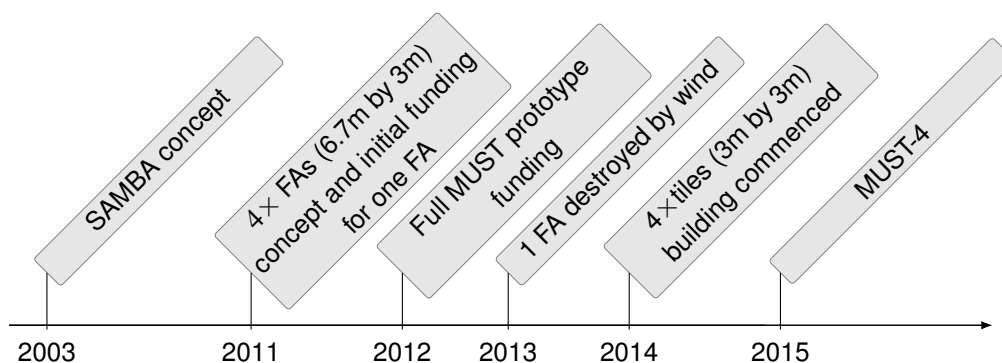 SAMBA concept
4× FAs (6.7m by 3m)
concept and initial funding
for one FA
Full MUST prototype
funding
1 FA destroyed by wind
4×tiles (3m by 3m)
building commenced
MUST-4
2003
2011
2012
2013
2014
2015